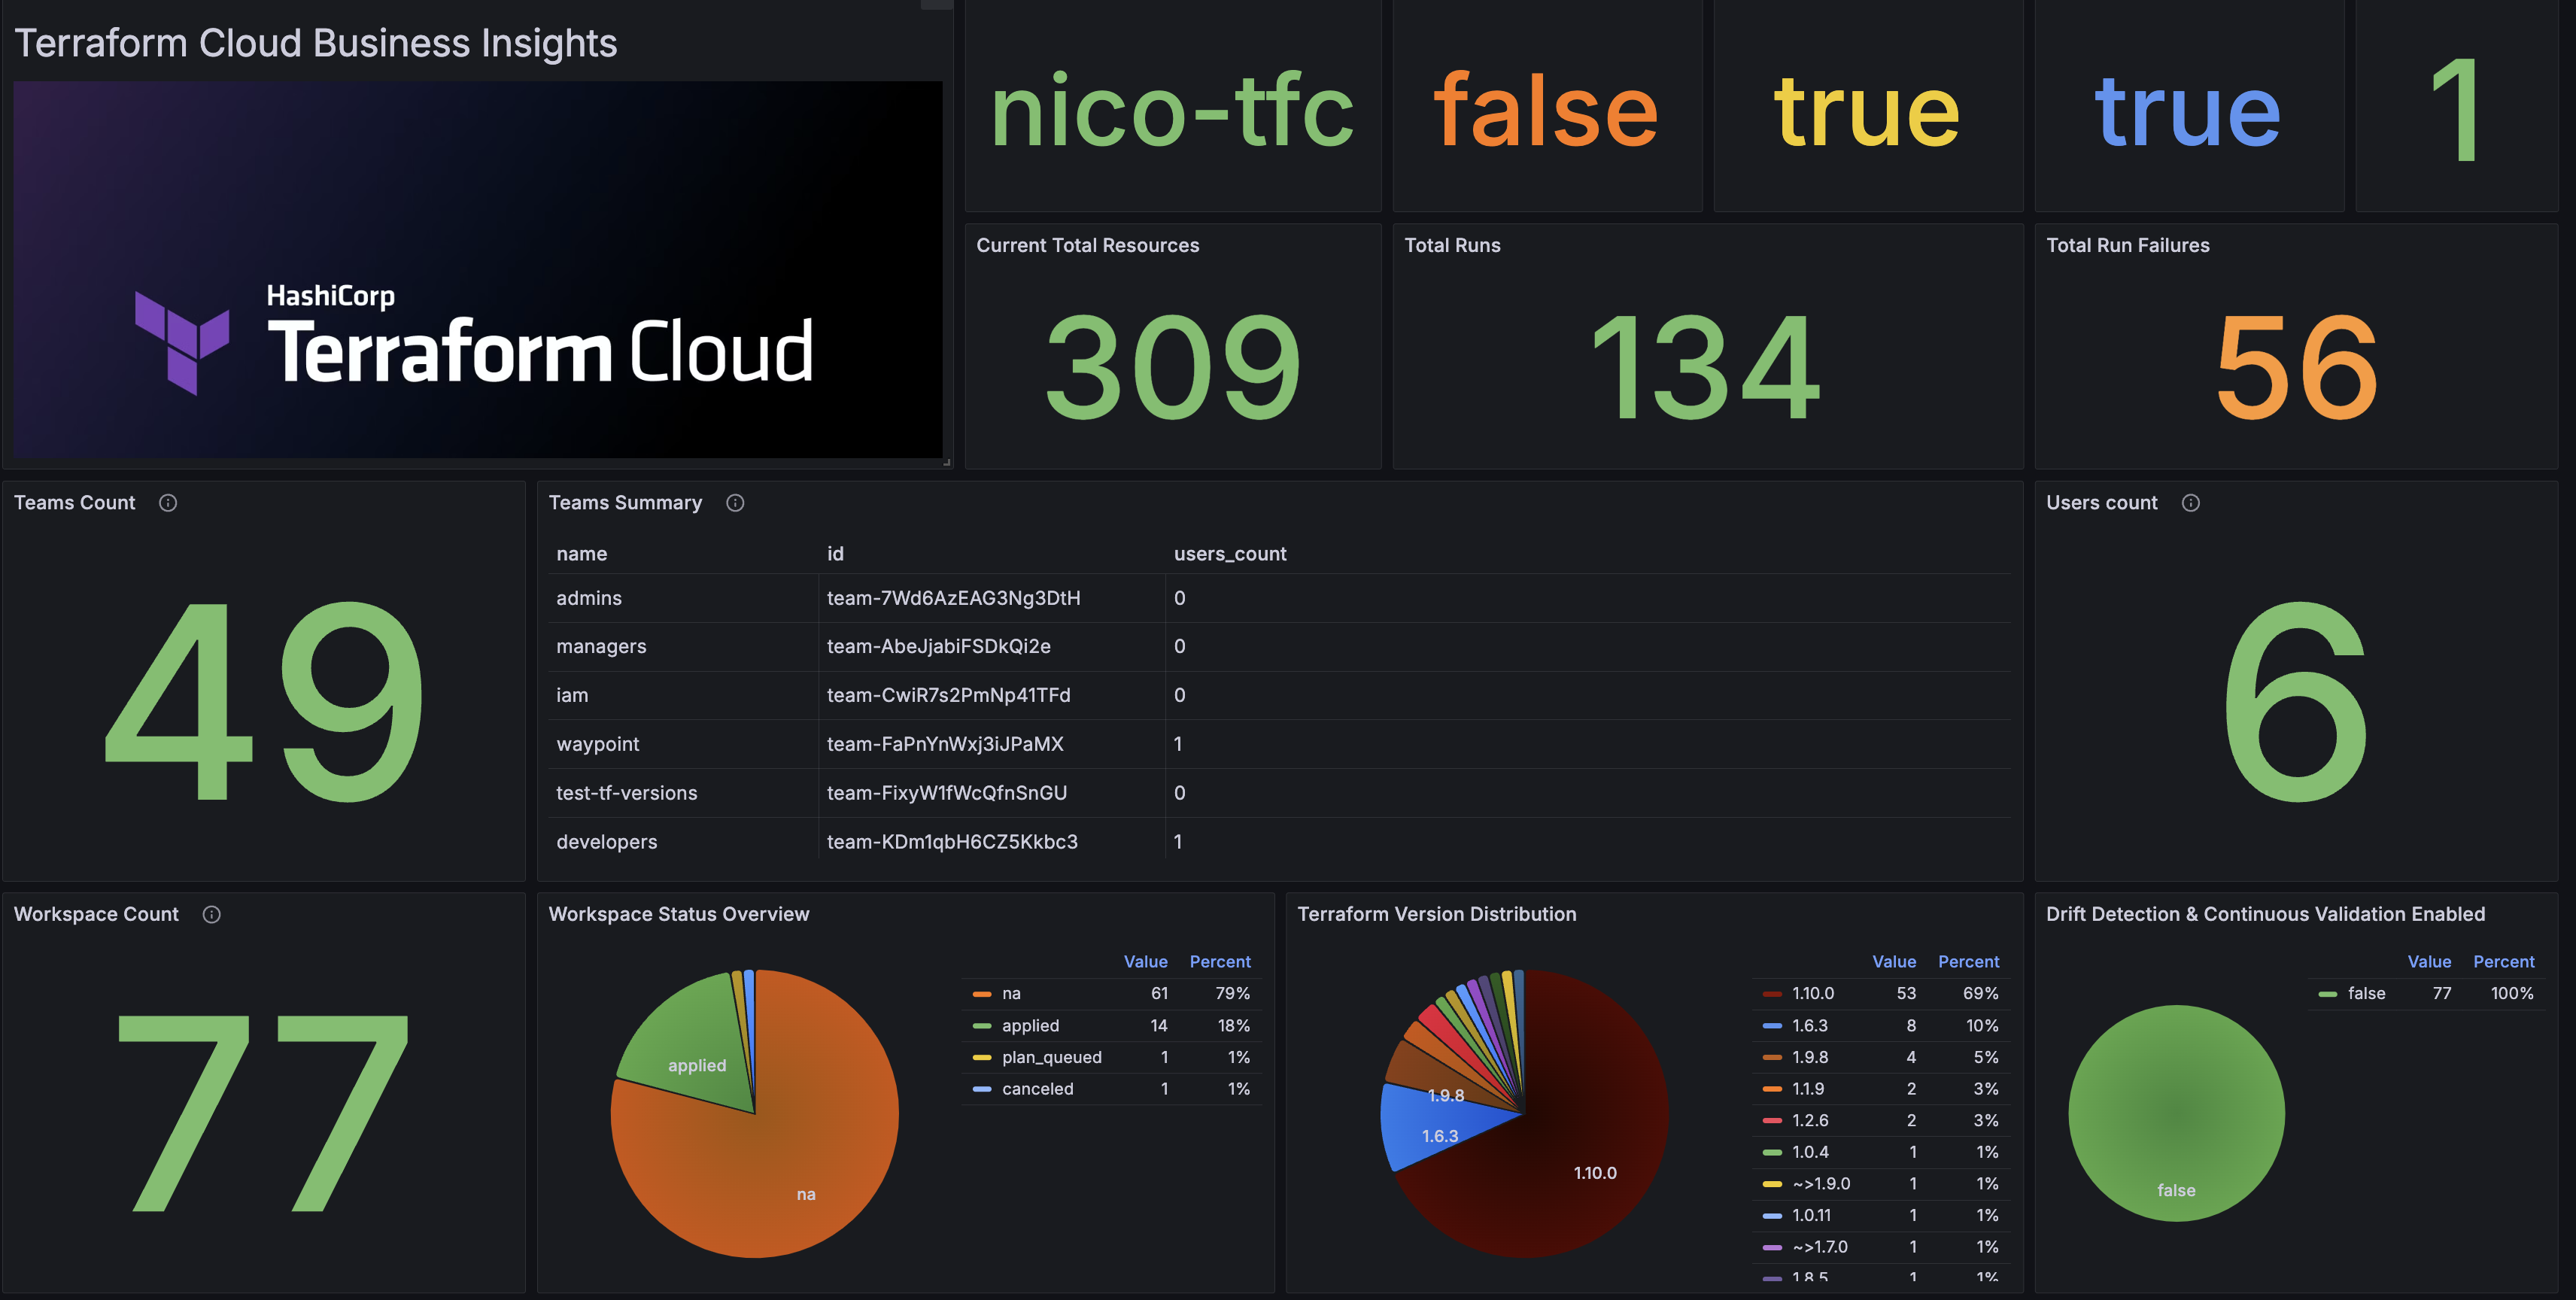 Terraform Cloud Business Insights
HashiCorp
Terraform Cloud
nico-tfc
false
true
true
1
Current Total Resources
309
Total Runs
134
Total Run Failures
56
Teams Count
49
Teams Summary
name id users_count
admins team-7Wd6AzEAG3Ng3DtH 0
managers team-AbeJjabiFSDkQi2e 0
iam team-CwiR7s2PmNp41TFd 0
waypoint team-FaPnYnWxj3iJPaMX 1
test-tf-versions team-FixyW1fWcQfnSnGU 0
developers team-KDm1qbH6CZ5Kkbc3 1
Users count
6
Workspace Count
77
Workspace Status Overview
applied
na
Value Percent
na 61 79%
applied 14 18%
plan_queued 1 1%
canceled 1 1%
Terraform Version Distribution
1.9.8
1.6.3
1.10.0
Value Percent
1.10.0 53 69%
1.6.3 8 10%
1.9.8 4 5%
1.1.9 2 3%
1.2.6 2 3%
1.0.4 1 1%
~>1.9.0 1 1%
1.0.11 1 1%
~>1.7.0 1 1%
1.8.5 1 1%
Drift Detection & Continuous Validation Enabled
false
Value Percent
false 77 100%